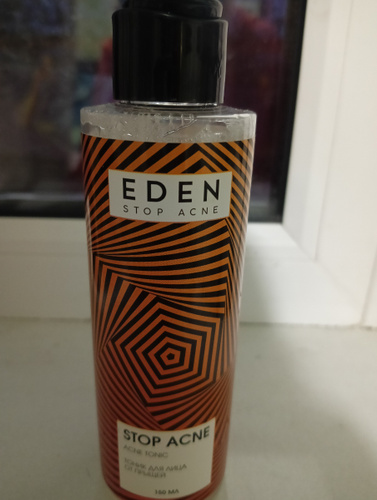 EDEN
STOP ACNE
STOP ACNE
ACNE TONIC
ТОНИК ДЛЯ ЛИЦА
ОТ ПРЫЩЕЙ
150 МЛ